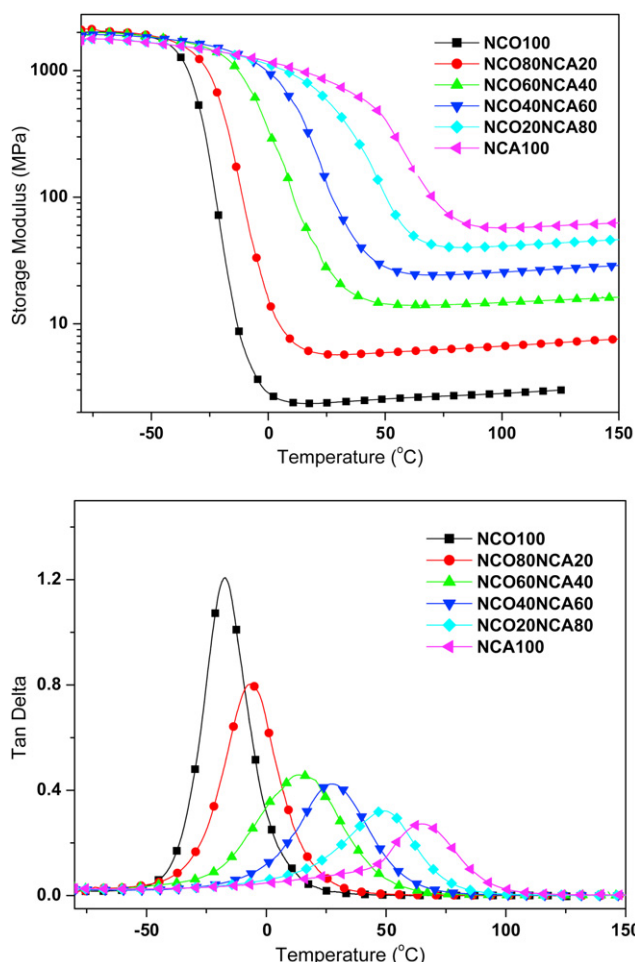 1000
100
10
Storage Modulus (MPa)
NCO100
NCO80NCA20
NCO60NCA40
NCO40NCA60
NCO20NCA80
NCA100
-50 0 50 100 150
Temperature (°C)
1.2
0.8
0.4
0.0
Tan Delta
NCO100
NCO80NCA20
NCO60NCA40
NCO40NCA60
NCO20NCA80
NCA100
-50 0 50 100 150
Temperature (°C)